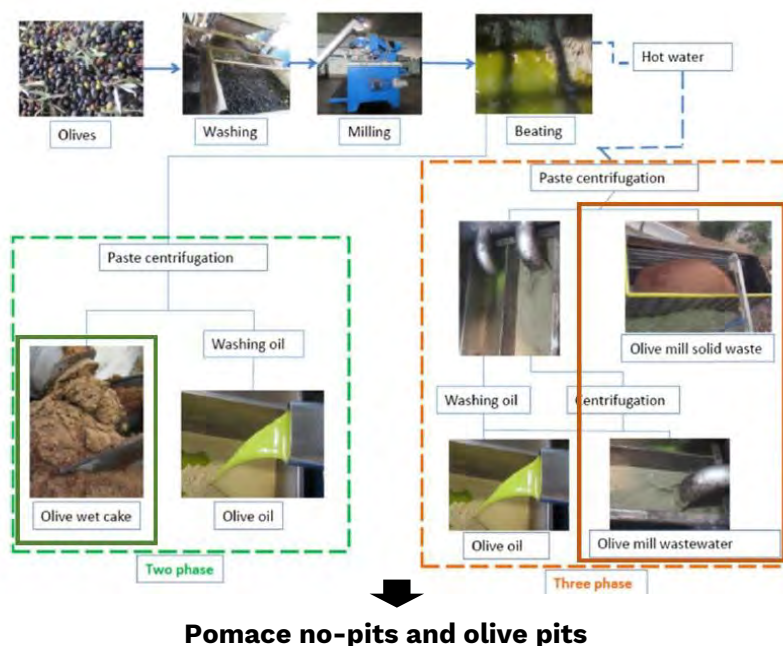 Hot water
Olives
Washing
Milling
Beating
Paste centrifugation
Paste centrifugation
Washing oil
Olive mill solid waste
Washing oil
Centrifugation
Olive wet cake
Olive oil
Olive oil
Olive mill wastewater
Two phase
Three phase
Pomace no-pits and olive pits